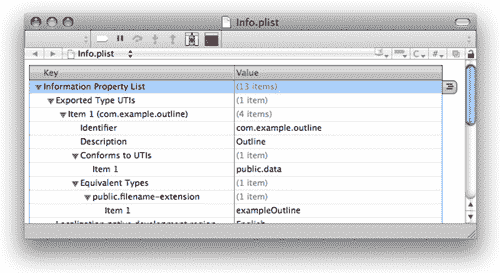 Info.plist
Info.plist
C
#
Key Value
Information Property List (13 items)
Exported Type UTIs (1 item)
Item 1 (com.example.outline) (4 items)
Identifier com.example.outline
Description Outline
Conforms to UTIs (1 item)
Item 1 public.data
Equivalent Types (1 item)
public.filename-extension (1 item)
Item 1 exampleOutline